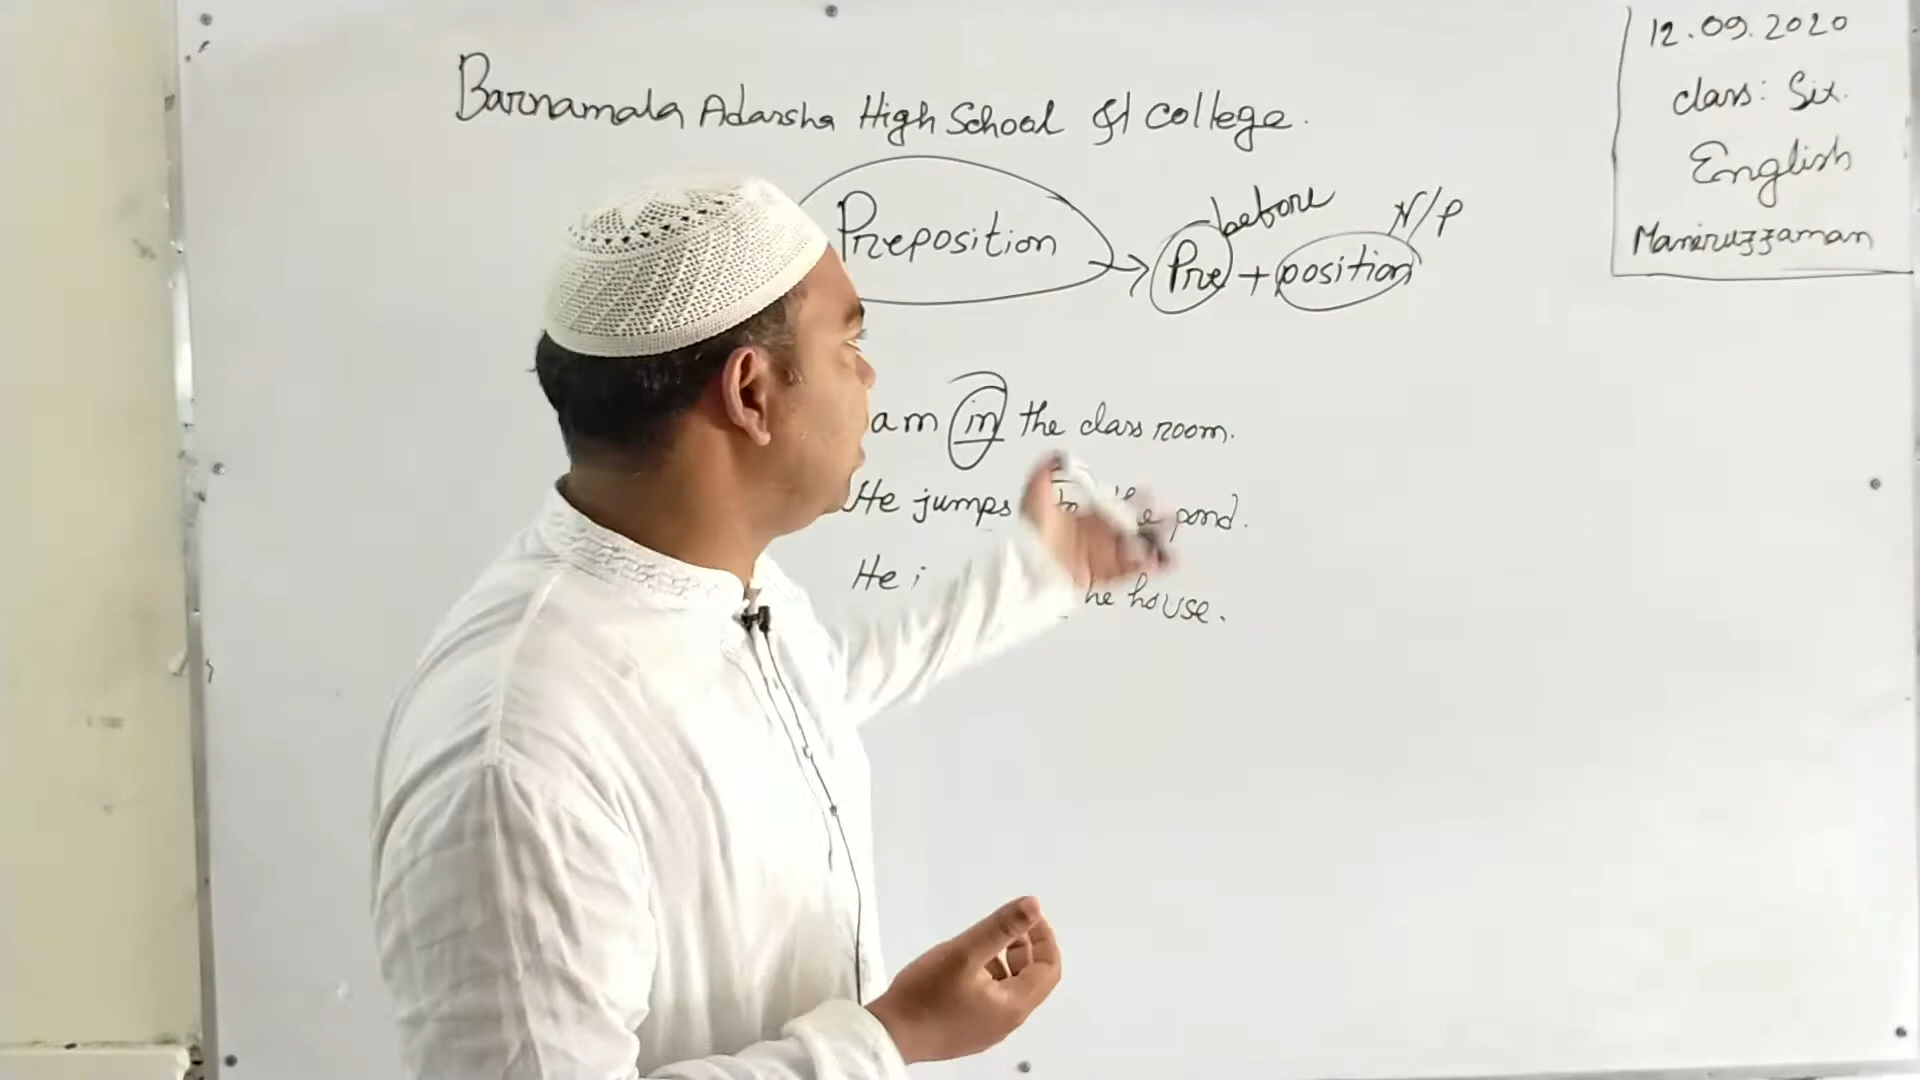 Barnamala Adarsha High School & College.
12.09.2020
class: Six.
English
Maniruzzaman
Preposition → Pre + position
before
N/P
am in the class room.
He jumps pond.
He house.